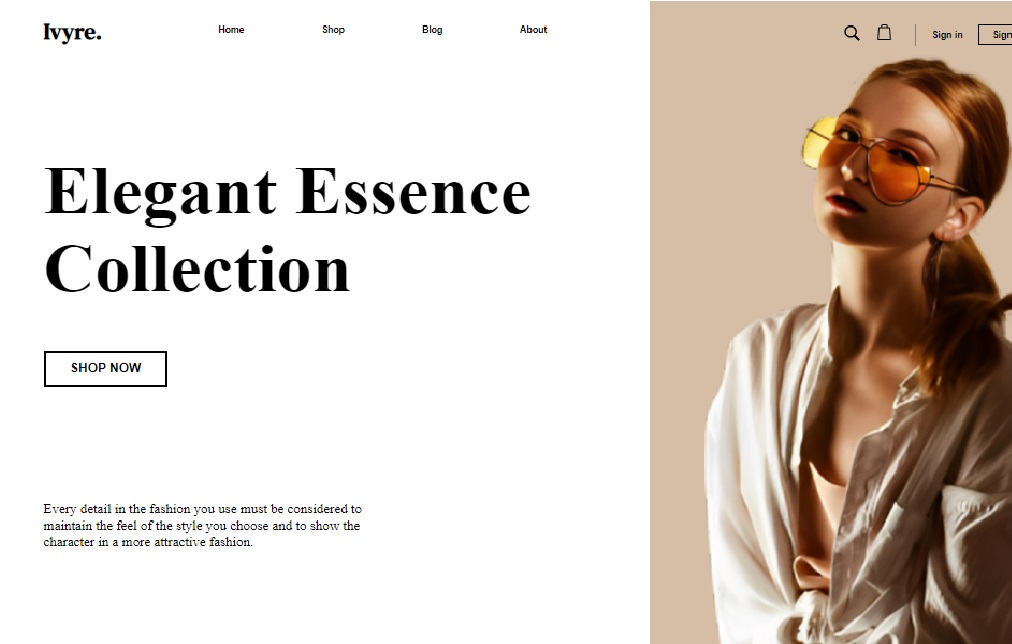 Ivyre.
Home
Shop
Blog
About
Sign in
Sign
Elegant Essence
Collection
SHOP NOW
Every detail in the fashion you use must be considered to
maintain the feel of the style you choose and to show the
character in a more attractive fashion.